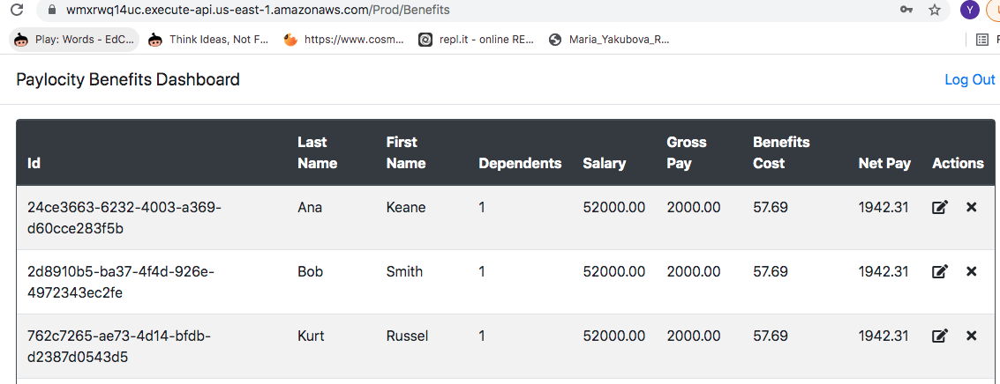 wmxrwq14uc.execute-api.us-east-1.amazonaws.com/Prod/Benefits
Y
Play: Words - EdC... Think Ideas, Not F... https://www.cosm... repl.it - online RE... Maria_Yakubova_R...
Paylocity Benefits Dashboard Log Out
Last First Gross Benefits
Id Name Name Dependents Salary Pay Cost Net Pay Actions
24ce3663-6232-4003-a369- Ana Keane 1 52000.00 2000.00 57.69 1942.31
d60cce283f5b
2d8910b5-ba37-4f4d-926e- Bob Smith 1 52000.00 2000.00 57.69 1942.31
4972343ec2fe
762c7265-ae73-4d14-bfdb- Kurt Russel 1 52000.00 2000.00 57.69 1942.31
d2387d0543d5